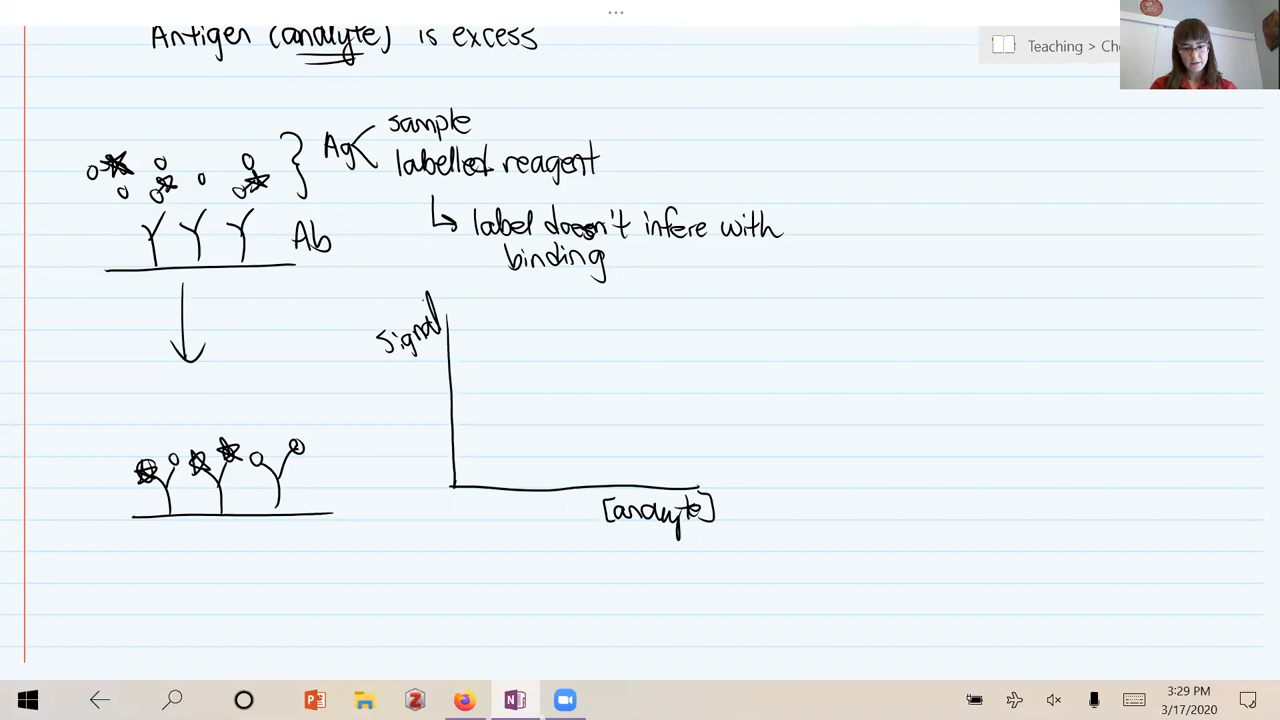 Antigen (analyte) is excess
Teaching > Che
sample
Ag
labelled reagent
label doesn't infere with
binding
Ab
signal
[analyte]
3:29 PM
3/17/2020